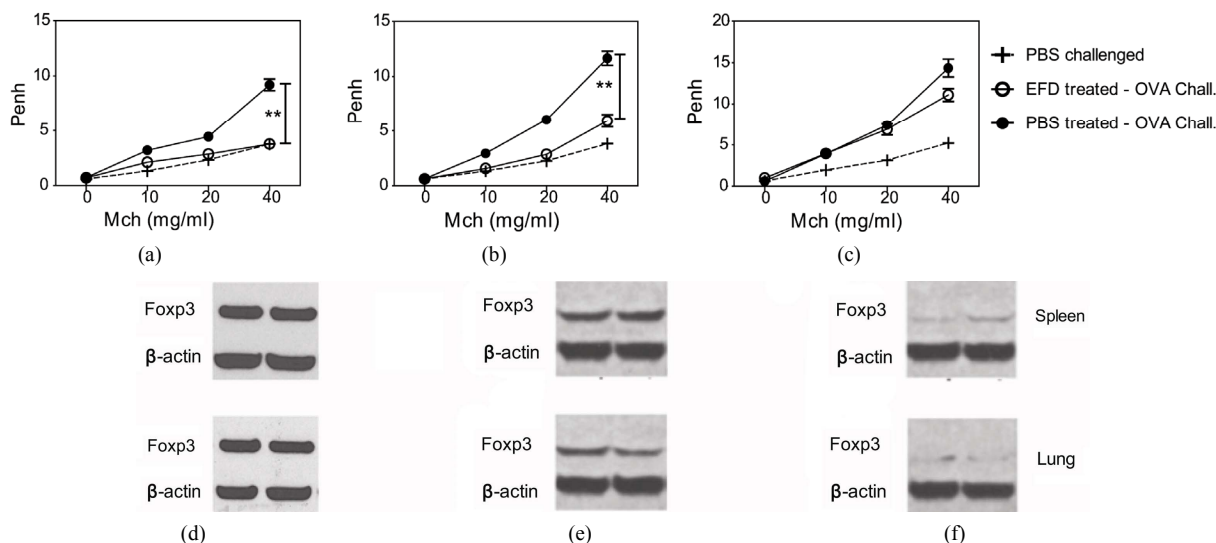 15
10
5
0
Penh
**
0 10 20 40
Mch (mg/ml)
(a)
15
10
5
0
Penh
**
0 10 20 40
Mch (mg/ml)
(b)
20
15
10
5
0
Penh
0 10 20 40
Mch (mg/ml)
(c)
PBS challenged
EFD treated - OVA Chall.
PBS treated - OVA Chall.
Foxp3
β-actin
Foxp3
β-actin
(d)
Foxp3
β-actin
Foxp3
β-actin
(e)
Foxp3
Spleen
β-actin
Foxp3
Lung
β-actin
(f)